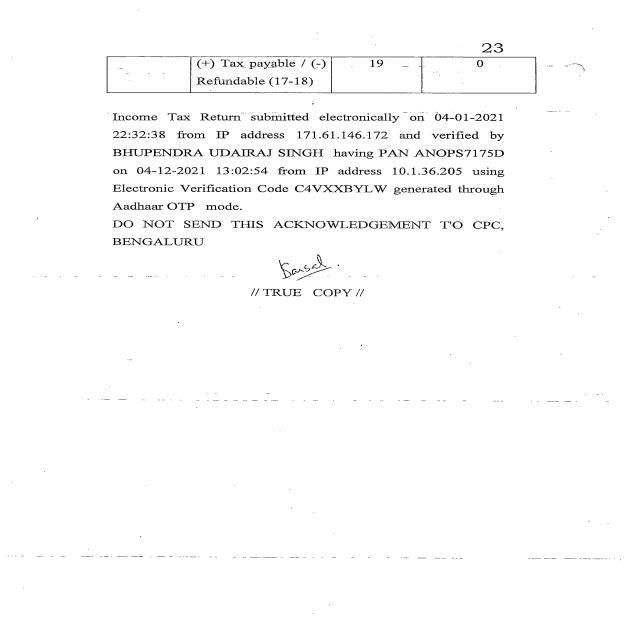 23
(+) Tax payable / (-) 19 0
Refundable (17-18)
Income Tax Return submitted electronically on 04-01-2021
22:32:38 from IP address 171.61.146.172 and verified by
BHUPENDRA UDAIRAJ SINGH having PAN ANOPS7175D
on 04-12-2021 13:02:54 from IP address 10.1.36.205 using
Electronic Verification Code C4VXXBYLW generated through
Aadhaar OTP mode.
DO NOT SEND THIS ACKNOWLEDGEMENT T'O CPC,
BENGALURU
// TRUE COPY //